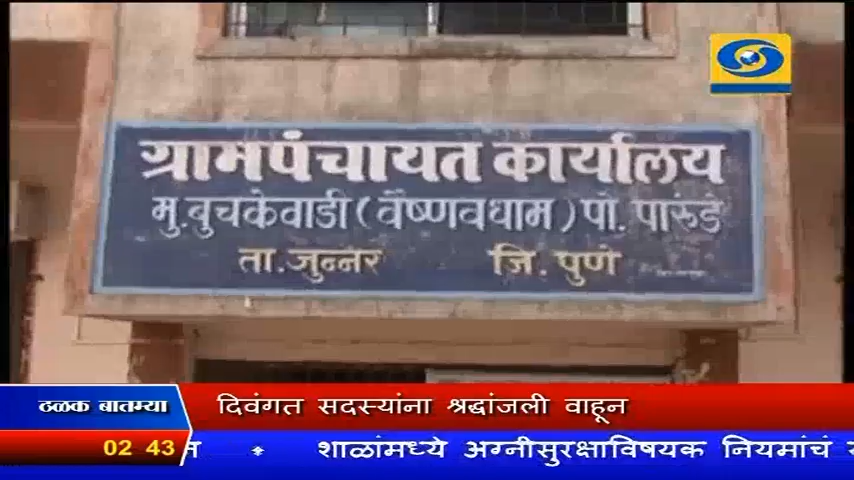 ग्रामपंचायत कार्यालय
मु.बुचकेवाडी(वैष्णवधाम)पो. पारुंडे
ता.जुन्नर जि.पुणे
ठळक बातम्या
दिवंगत सदस्यांना श्रद्धांजली वाहून
02 43
शाळांमध्ये अग्नीसुरक्षाविषयक नियमांचं